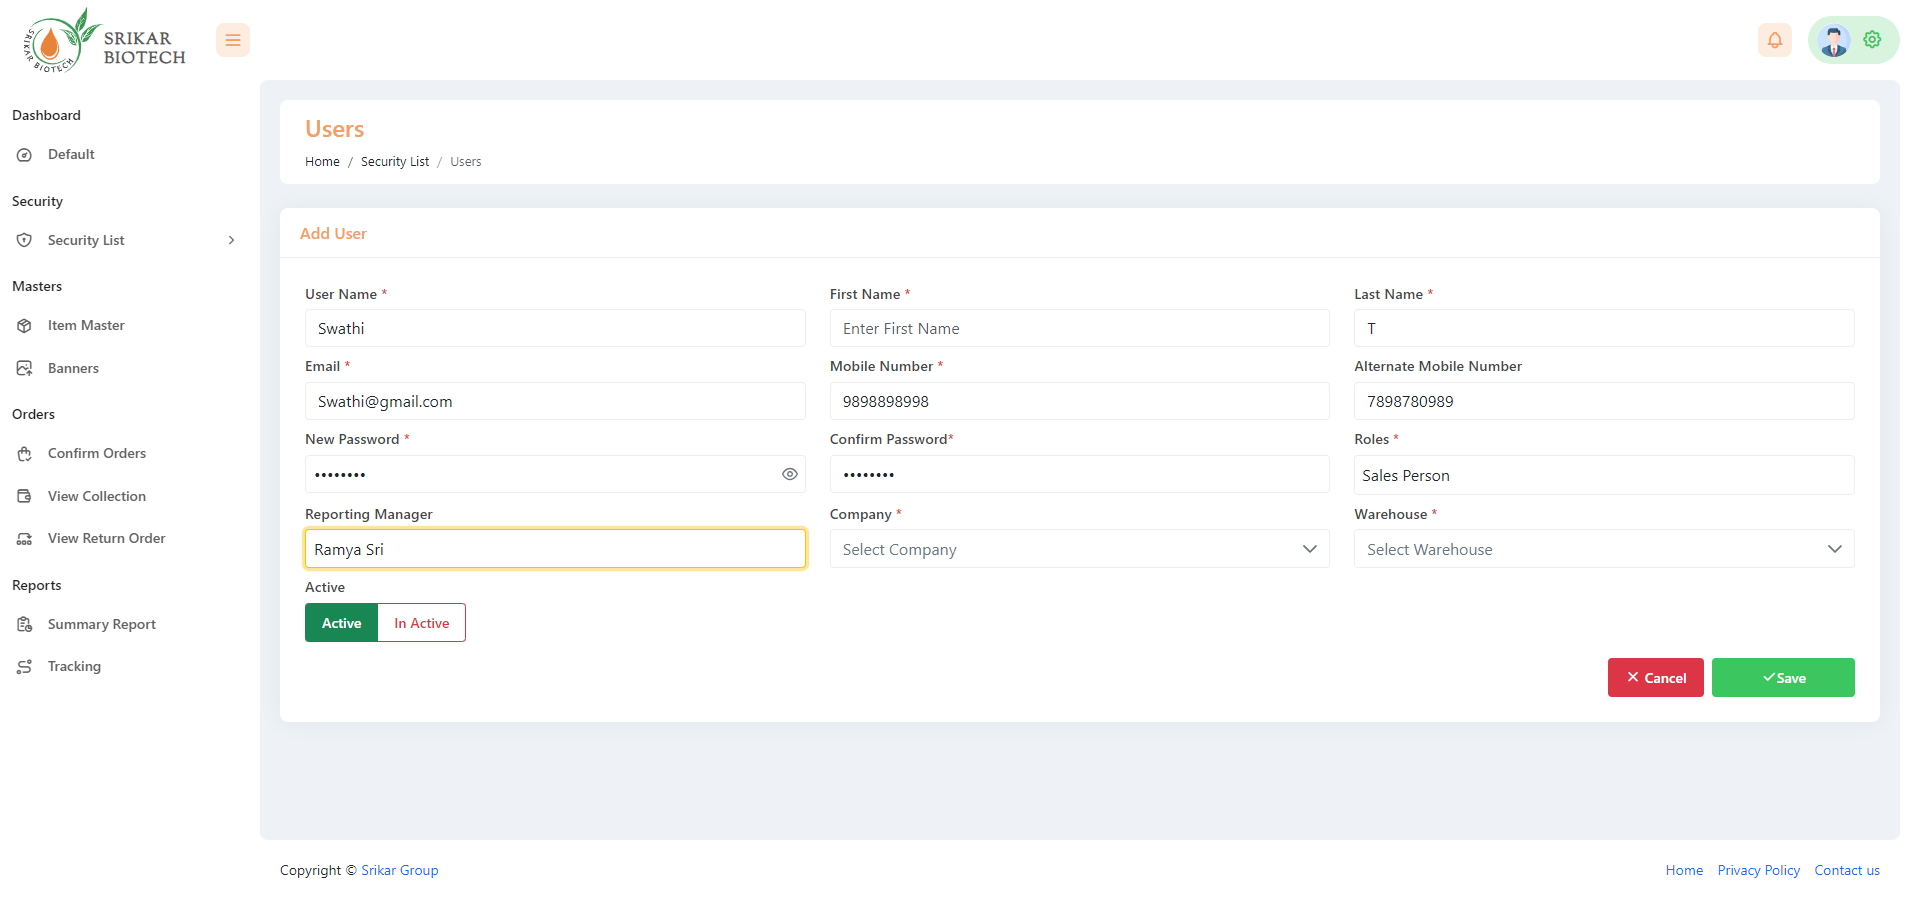 SRIKAR BIOTECH
SRIKAR
BIOTECH
Dashboard
Default
Security
Security List
Masters
Item Master
Banners
Orders
Confirm Orders
View Collection
View Return Order
Reports
Summary Report
Tracking
Users
Home / Security List / Users
Add User
User Name * First Name * Last Name *
Swathi Enter First Name T
Email * Mobile Number * Alternate Mobile Number
Swathi@gmail.com 9898898998 7898780989
New Password * Confirm Password* Roles *
•••••••• •••••••• Sales Person
Reporting Manager Company * Warehouse *
Ramya Sri Select Company Select Warehouse
Active
Active In Active
Cancel Save
Copyright © Srikar Group Home Privacy Policy Contact us